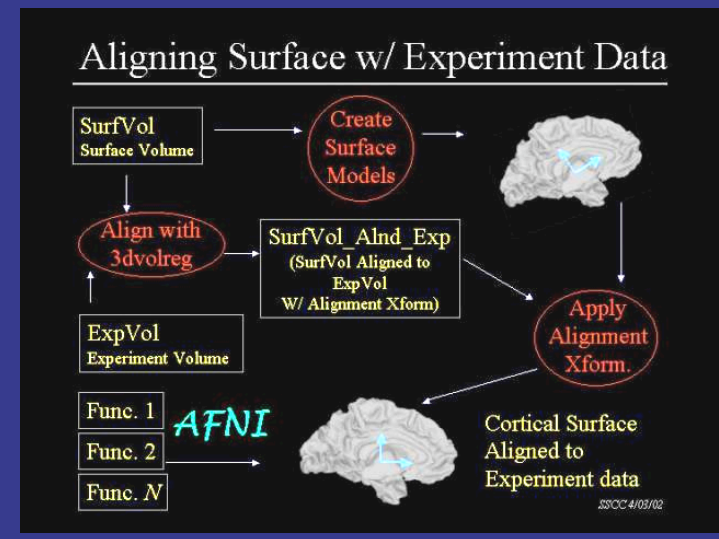 Aligning Surface w/ Experiment Data
SurfVol
Surface Volume
Create
Surface
Models
Align with
3dvolreg
SurfVol_Alnd_Exp
(SurfVol Aligned to
ExpVol
W/ Alignment Xform)
ExpVol
Experiment Volume
Apply
Alignment
Xform.
Func. 1
Func. 2
Func. N
AFNI
Cortical Surface
Aligned to
Experiment data
SSCC 4/03/02